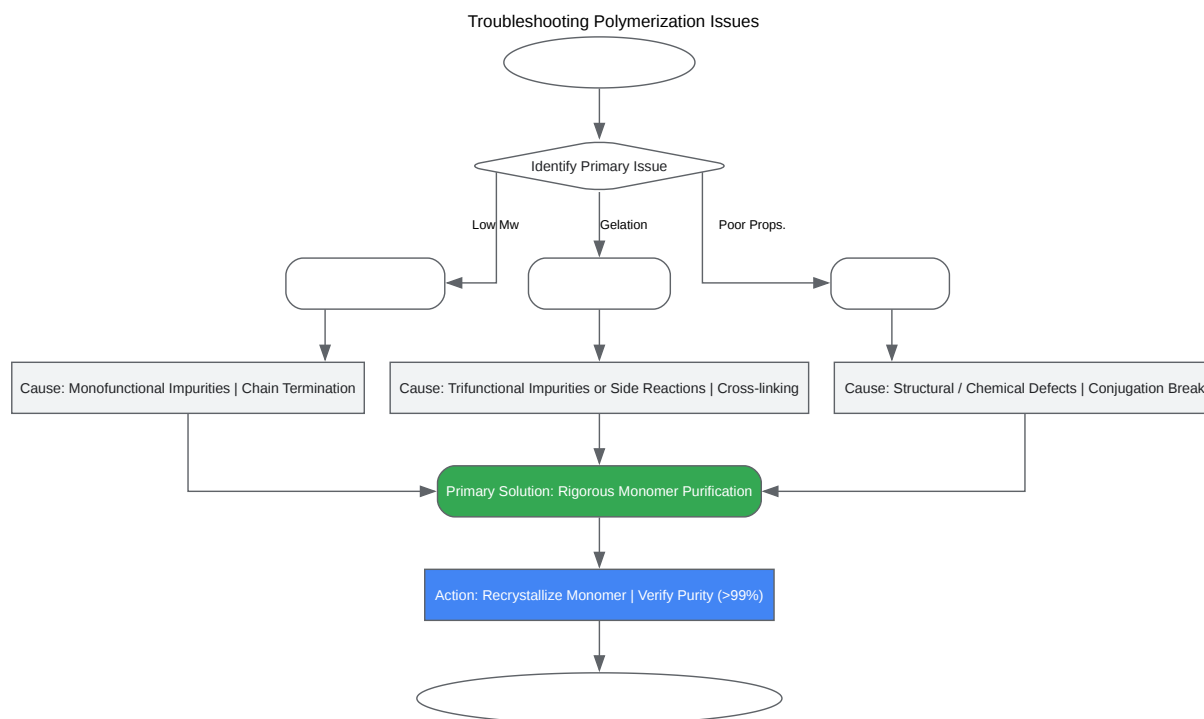 Troubleshooting Polymerization Issues
Identify Primary Issue
Low Mw
Gelation
Poor Props.
Cause: Monofunctional Impurities | Chain Termination
Cause: Trifunctional Impurities or Side Reactions | Cross-linking
Cause: Structural / Chemical Defects | Conjugation Break
Primary Solution: Rigorous Monomer Purification
Action: Recrystallize Monomer | Verify Purity (>99%)